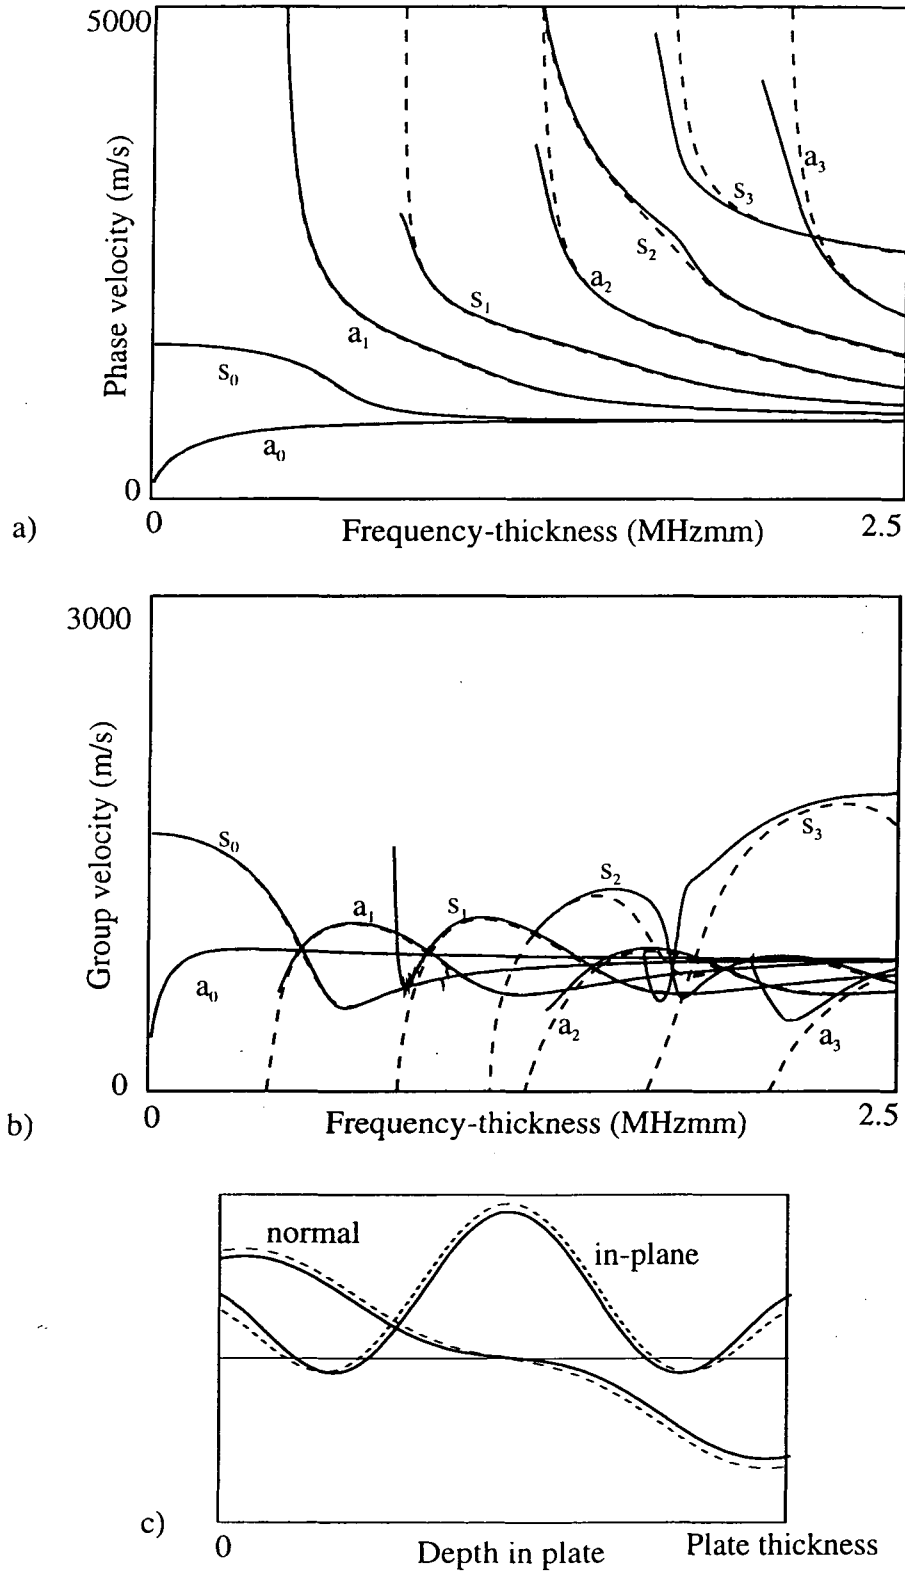 5000
Phase velocity (m/s)
0
a)
0
Frequency-thickness (MHzmm)
2.5
s₀
a₀
a₁
s₁
a₂
s₂
s₃
a₃
3000
Group velocity (m/s)
0
b)
0
Frequency-thickness (MHzmm)
2.5
s₀
a₀
a₁
s₁
s₂
a₂
s₃
a₃
normal
in-plane
c)
0
Depth in plate
Plate thickness